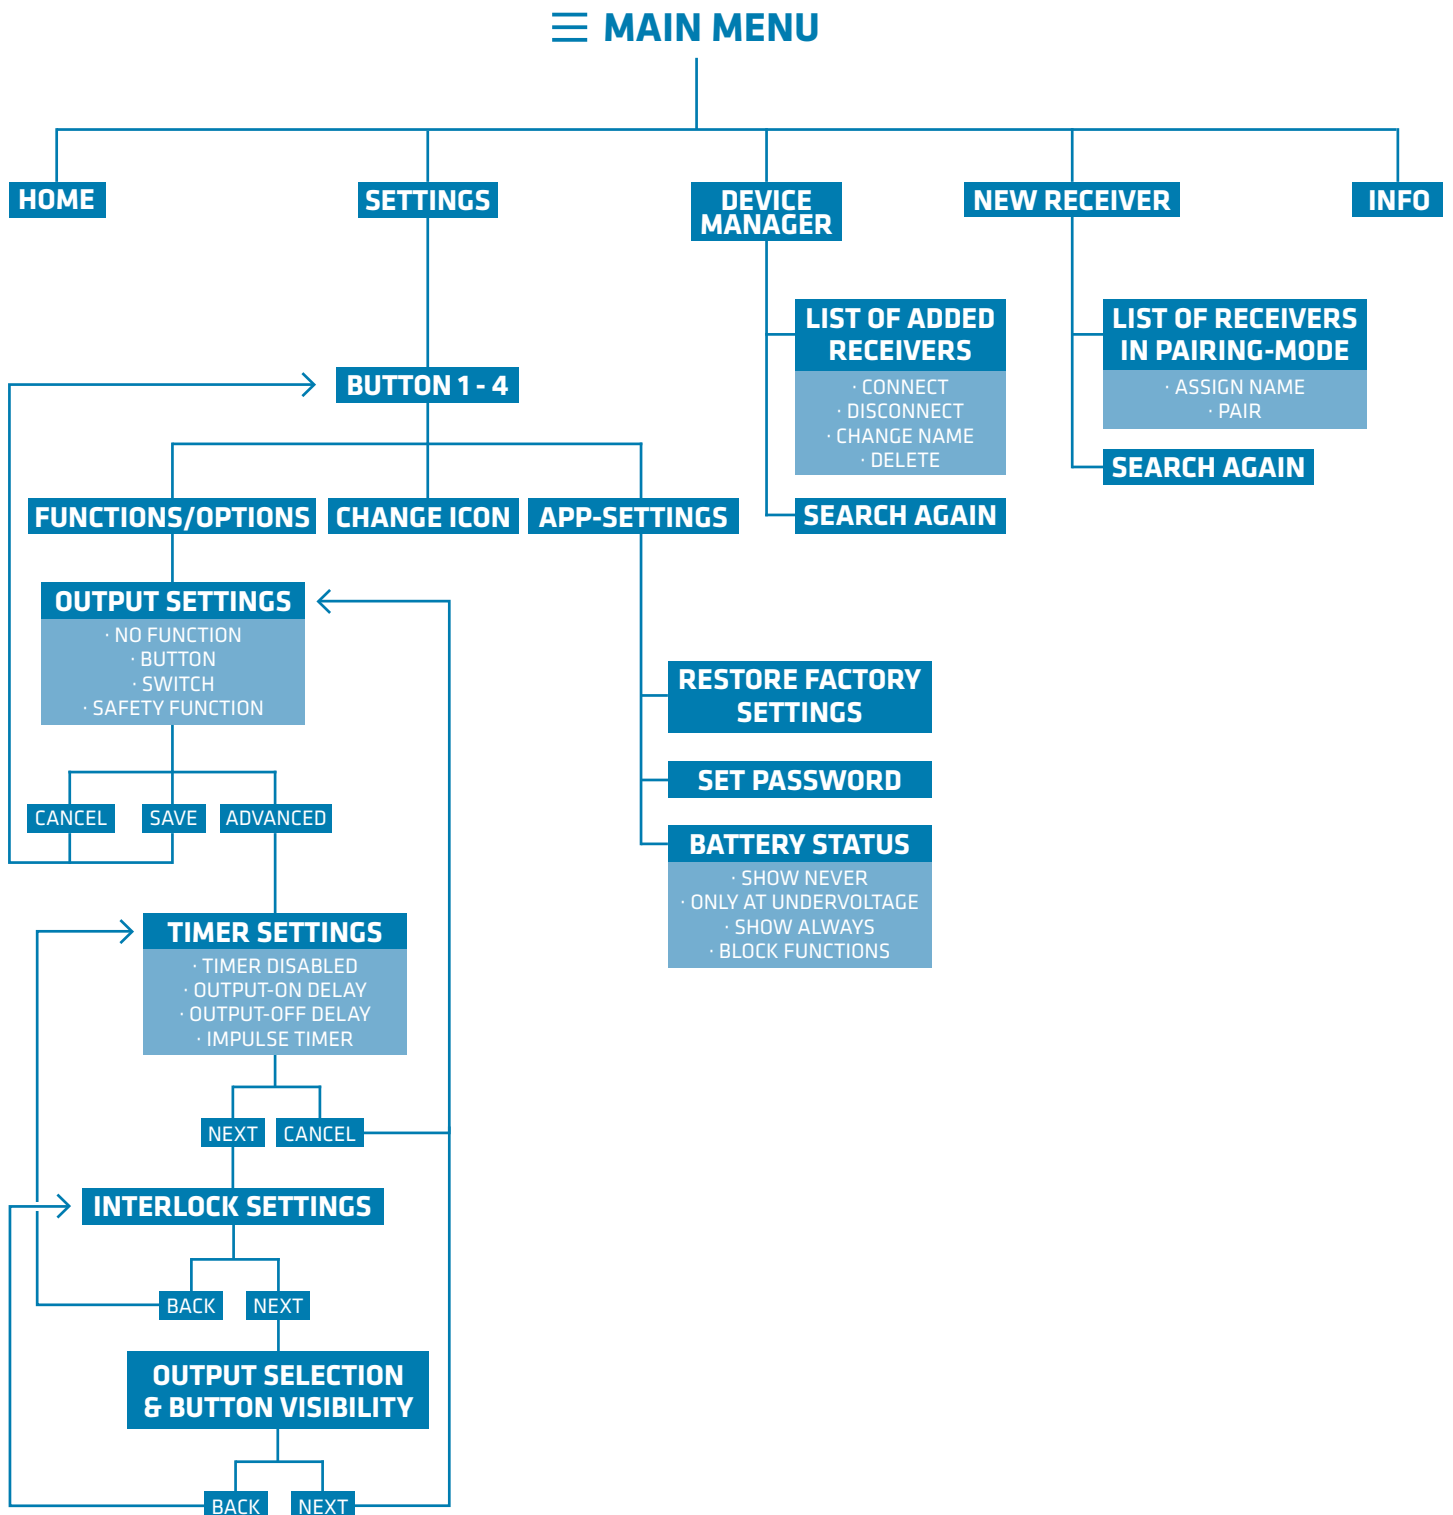 MAIN MENU
HOME
SETTINGS
DEVICE
MANAGER
NEW RECEIVER
INFO
LIST OF ADDED
RECEIVERS
· CONNECT
· DISCONNECT
· CHANGE NAME
· DELETE
SEARCH AGAIN
LIST OF RECEIVERS
IN PAIRING-MODE
· ASSIGN NAME
· PAIR
SEARCH AGAIN
BUTTON 1 - 4
FUNCTIONS/OPTIONS
CHANGE ICON
APP-SETTINGS
OUTPUT SETTINGS
· NO FUNCTION
· BUTTON
· SWITCH
· SAFETY FUNCTION
CANCEL
SAVE
ADVANCED
RESTORE FACTORY
SETTINGS
SET PASSWORD
BATTERY STATUS
· SHOW NEVER
· ONLY AT UNDERVOLTAGE
· SHOW ALWAYS
· BLOCK FUNCTIONS
TIMER SETTINGS
· TIMER DISABLED
· OUTPUT-ON DELAY
· OUTPUT-OFF DELAY
· IMPULSE TIMER
NEXT
CANCEL
INTERLOCK SETTINGS
BACK
NEXT
OUTPUT SELECTION
& BUTTON VISIBILITY
BACK
NEXT